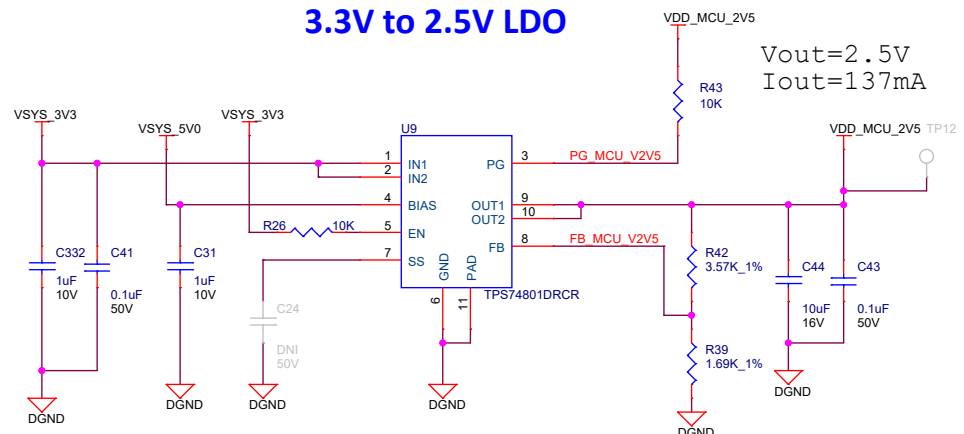 3.3V to 2.5V LDO
VDD_MCU_2V5
Vout=2.5V
Iout=137mA
R43
10K
VSYS_3V3
VSYS_5V0
VSYS_3V3
U9
VDD_MCU_2V5 TP12
1 IN1
2 IN2
PG 3 PG_MCU_V2V5
4 BIAS
OUT1 9
OUT2 10
R26 10K 5 EN
FB 8 FB_MCU_V2V5
7 SS
GND
PAD
6
11
TPS74801DRCR
C332
1uF
10V
C41
0.1uF
50V
C31
1uF
10V
C24
DNI
50V
R42
3.57K_1%
C44
10uF
16V
C43
0.1uF
50V
R39
1.69K_1%
DGND
DGND
DGND
DGND
DGND
DGND